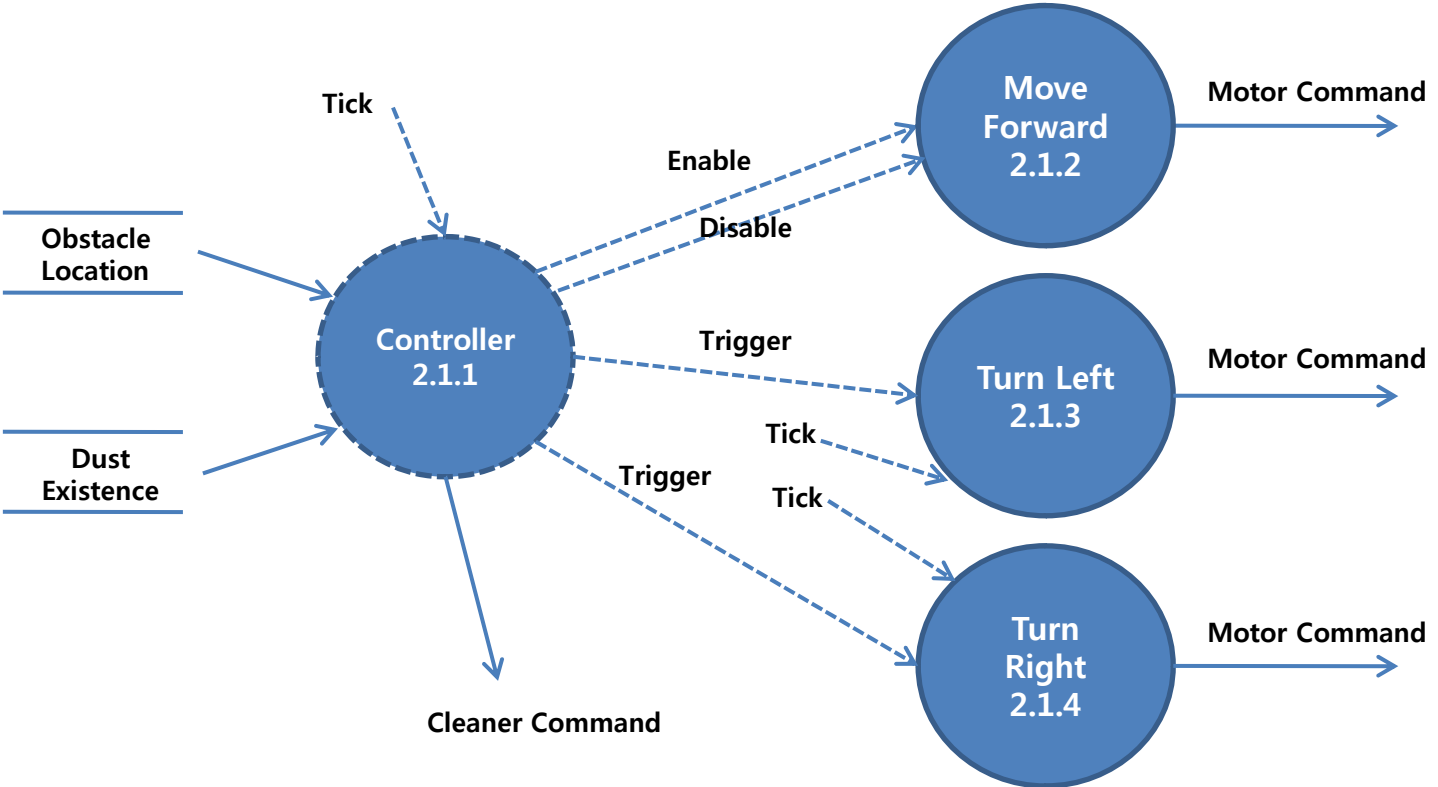 Tick
Move
Forward
2.1.2
Motor Command
Enable
Disable
Obstacle
Location
Controller
2.1.1
Trigger
Turn Left
2.1.3
Motor Command
Tick
Dust
Existence
Trigger
Tick
Turn
Right
2.1.4
Motor Command
Cleaner Command